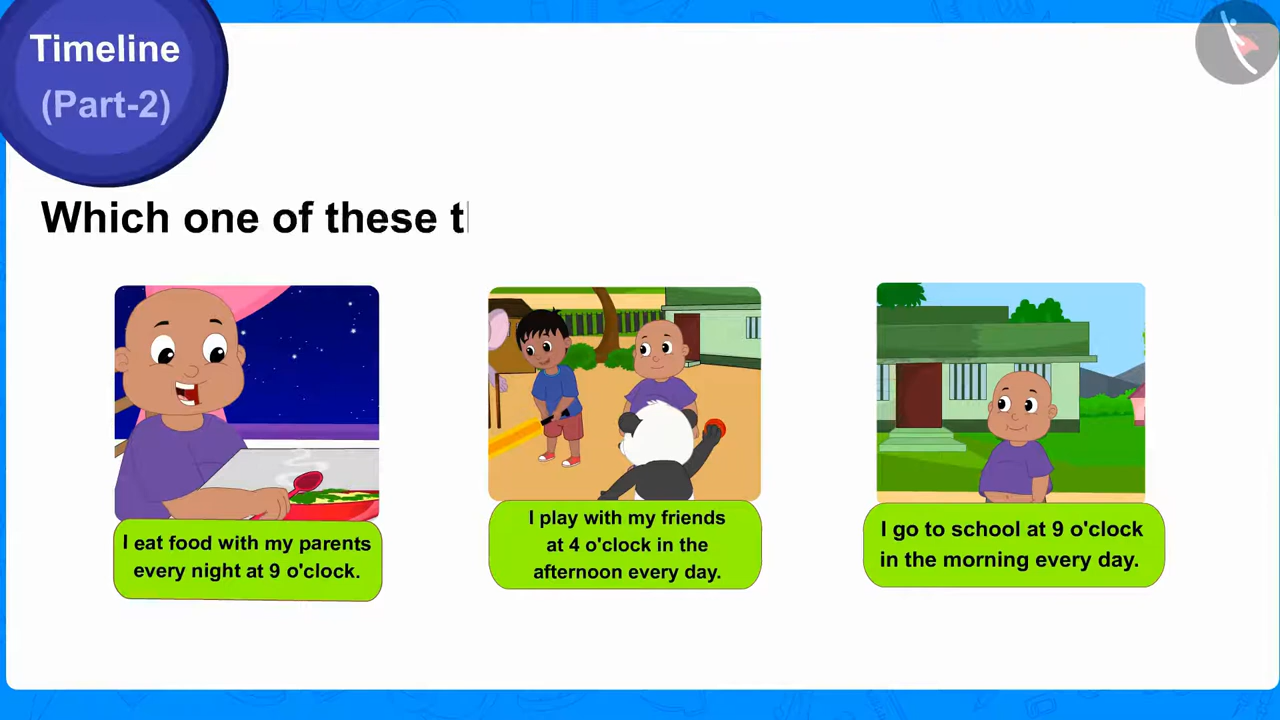 Timeline
(Part-2)
Which one of these t
I eat food with my parents
every night at 9 o'clock.
I play with my friends
at 4 o'clock in the
afternoon every day.
I go to school at 9 o'clock
in the morning every day.